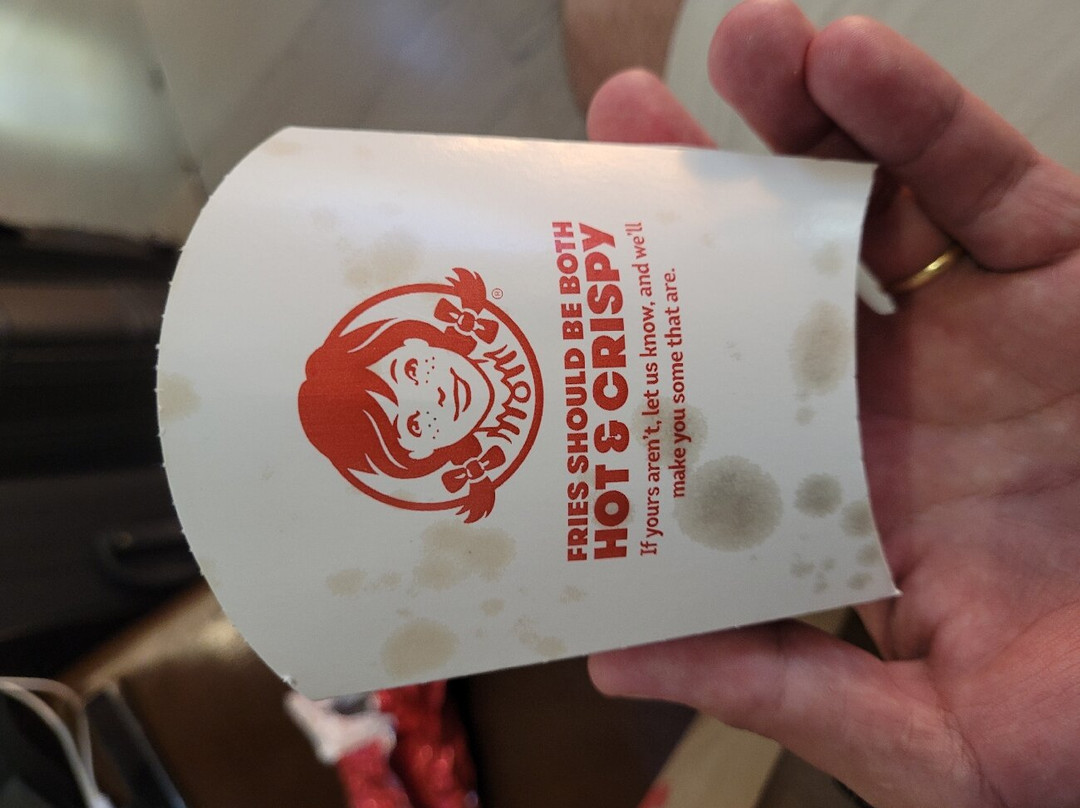 ®
FRIES SHOULD BE BOTH
HOT & CRISPY
If yours aren't, let us know, and we'll
make you some that are.